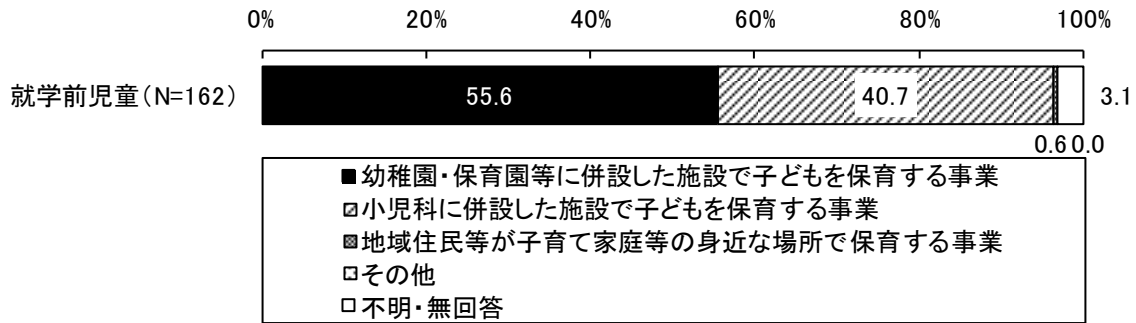 0% 20% 40% 60% 80% 100%
就学前児童(N=162) 55.6 40.7 3.1
0.6 0.0
幼稚園・保育園等に併設した施設で子どもを保育する事業
小児科に併設した施設で子どもを保育する事業
地域住民等が子育て家庭等の身近な場所で保育する事業
その他
不明・無回答